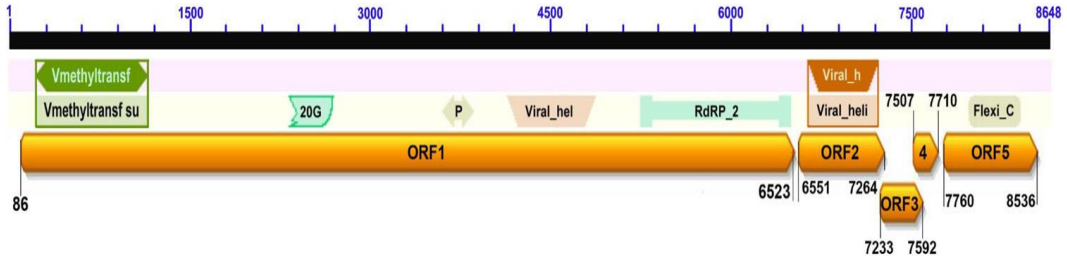 1 1500 3000 4500 6000 7500 8648
Vmethyltransf Viral_h
Vmethyltransf su 20G P Viral_hel RdRP_2 Viral_heli 7507 7710 Flexi_C
ORF1 ORF2 4 ORF5
86 6523 6551 7264 ORF3 7760 8536
7233 7592